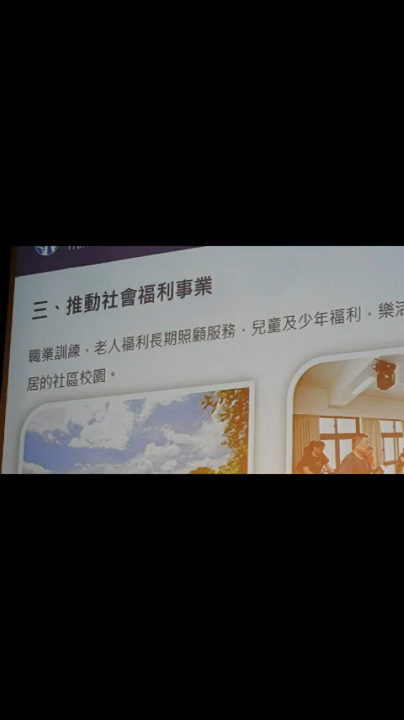 三、推動社會福利事業
職業訓練．老人福利長期照顧服務．兒童及少年福利．樂活
居的社區校園。